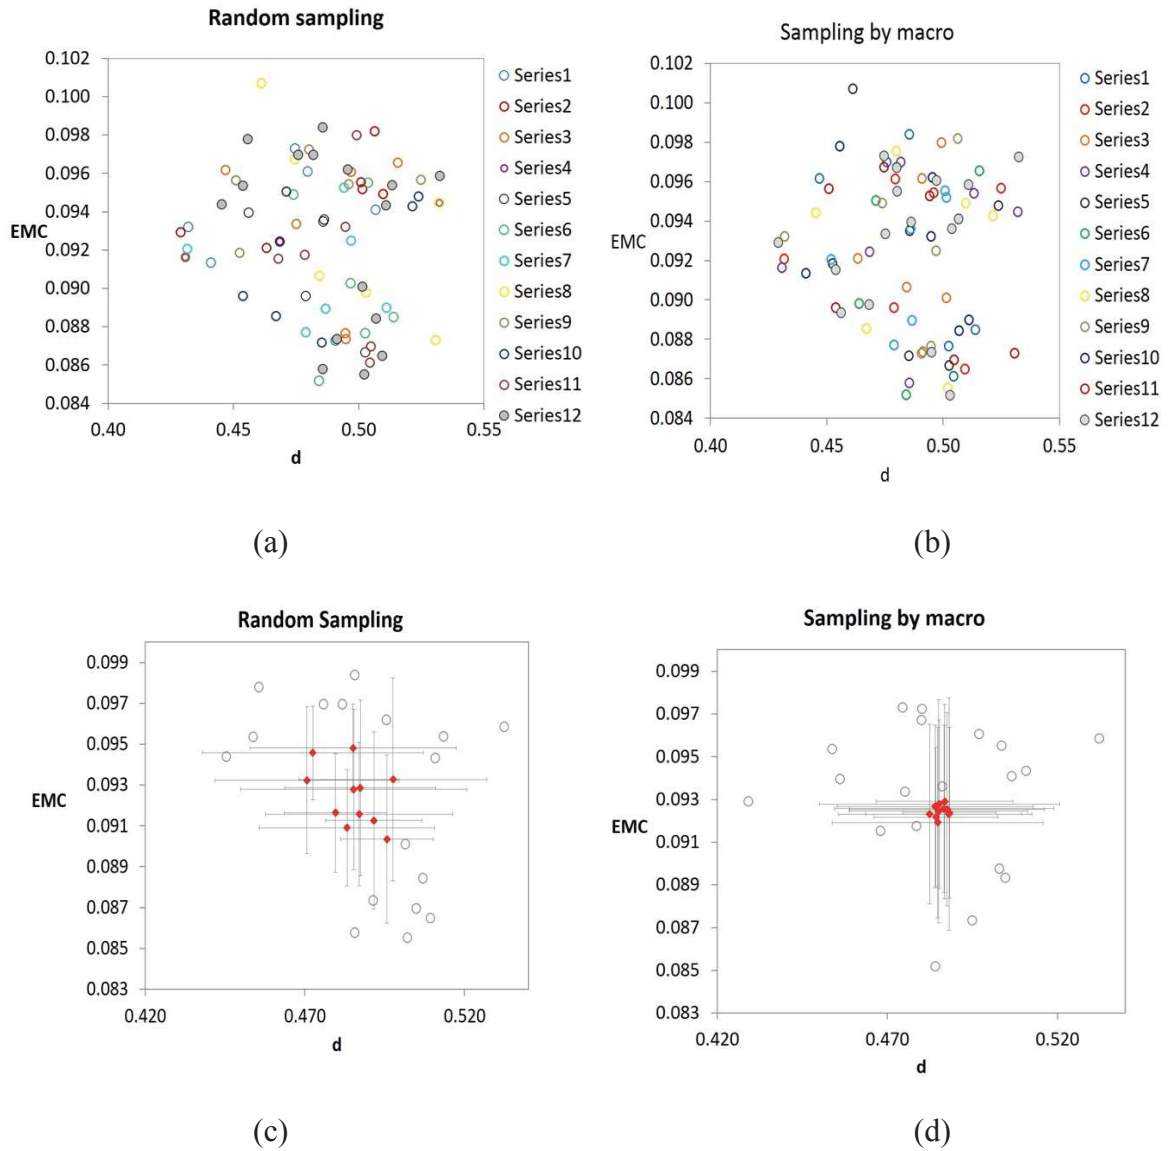 Random sampling
0.102
EMC
0.100
0.098
0.096
0.094
0.092
0.090
0.088
0.086
0.084
0.40
0.45
0.50
0.55
d
Series1
Series2
Series3
Series4
Series5
Series6
Series7
Series8
Series9
Series10
Series11
Series12
(a)
Sampling by macro
0.102
0.100
0.098
0.096
0.094
EMC
0.092
0.090
0.088
0.086
0.084
0.40
0.45
0.50
0.55
d
Series1
Series2
Series3
Series4
Series5
Series6
Series7
Series8
Series9
Series10
Series11
Series12
(b)
Random Sampling
0.099
0.097
0.095
0.093
EMC
0.091
0.089
0.087
0.085
0.083
0.420
0.470
0.520
d
(c)
Sampling by macro
0.099
0.097
0.095
0.093
EMC
0.091
0.089
0.087
0.085
0.083
0.420
0.470
0.520
d
(d)